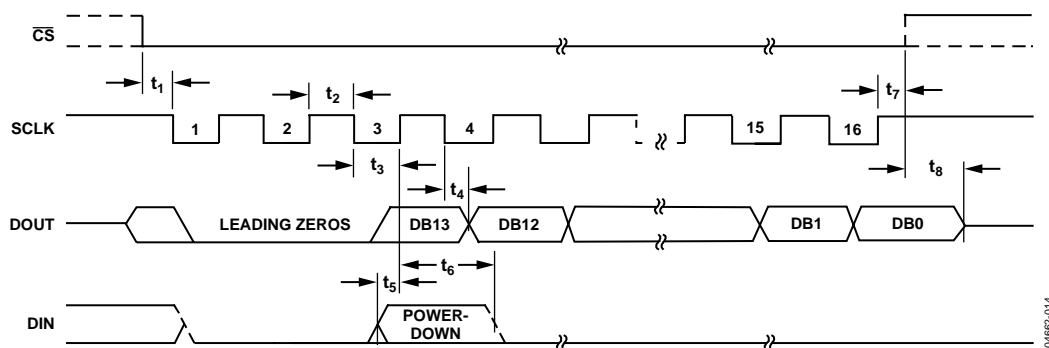 CS
t1
t2
t7
SCLK
1
2
3
4
15
16
t3
t4
t8
DOUT
LEADING ZEROS
DB13
DB12
DB1
DB0
t5
t6
DIN
POWER-
DOWN
04662-014